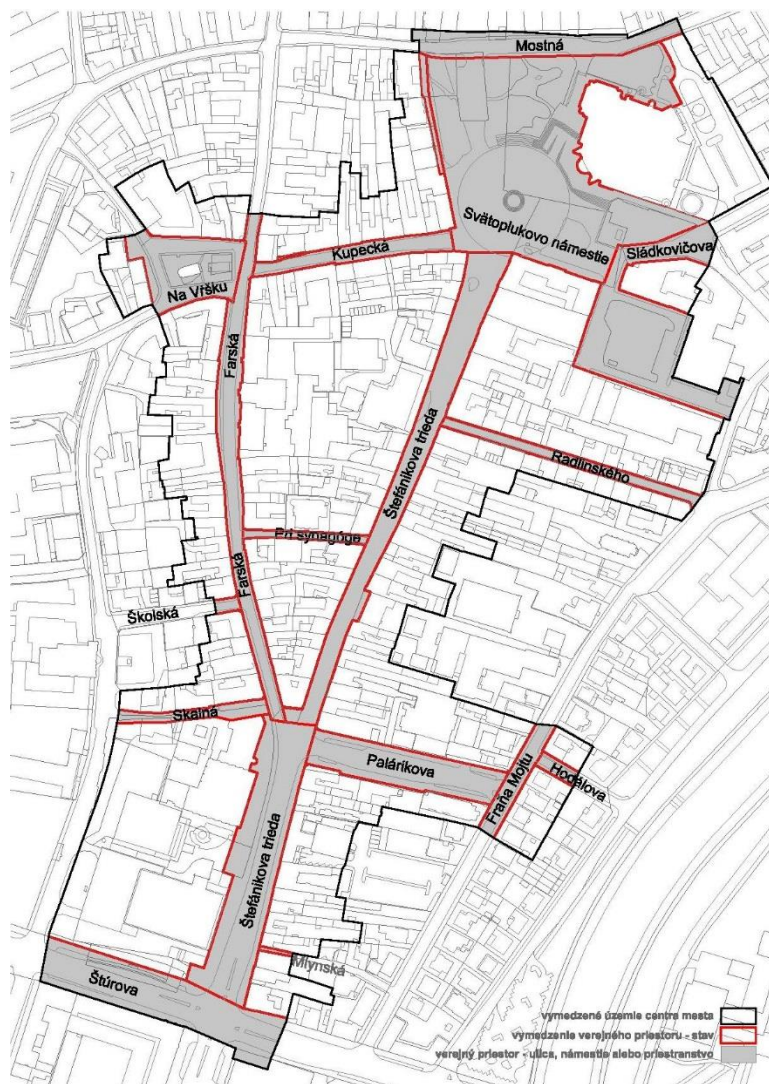 Mostná
Svätoplukovo námestie
Sládkovičova
Kupecká
Na Vŕšku
Farská
Štefánikova trieda
Radlinského
Pri synagóge
Farská
Školská
Skalná
Palárikova
Fraňa Mojtu
Hodálova
Štefánikova trieda
Mlynská
Štúrova
vymedzené územie centra mesta
vymedzenie verejného priestoru - stav
verejný priestor - ulica, námestie alebo priestranstvo